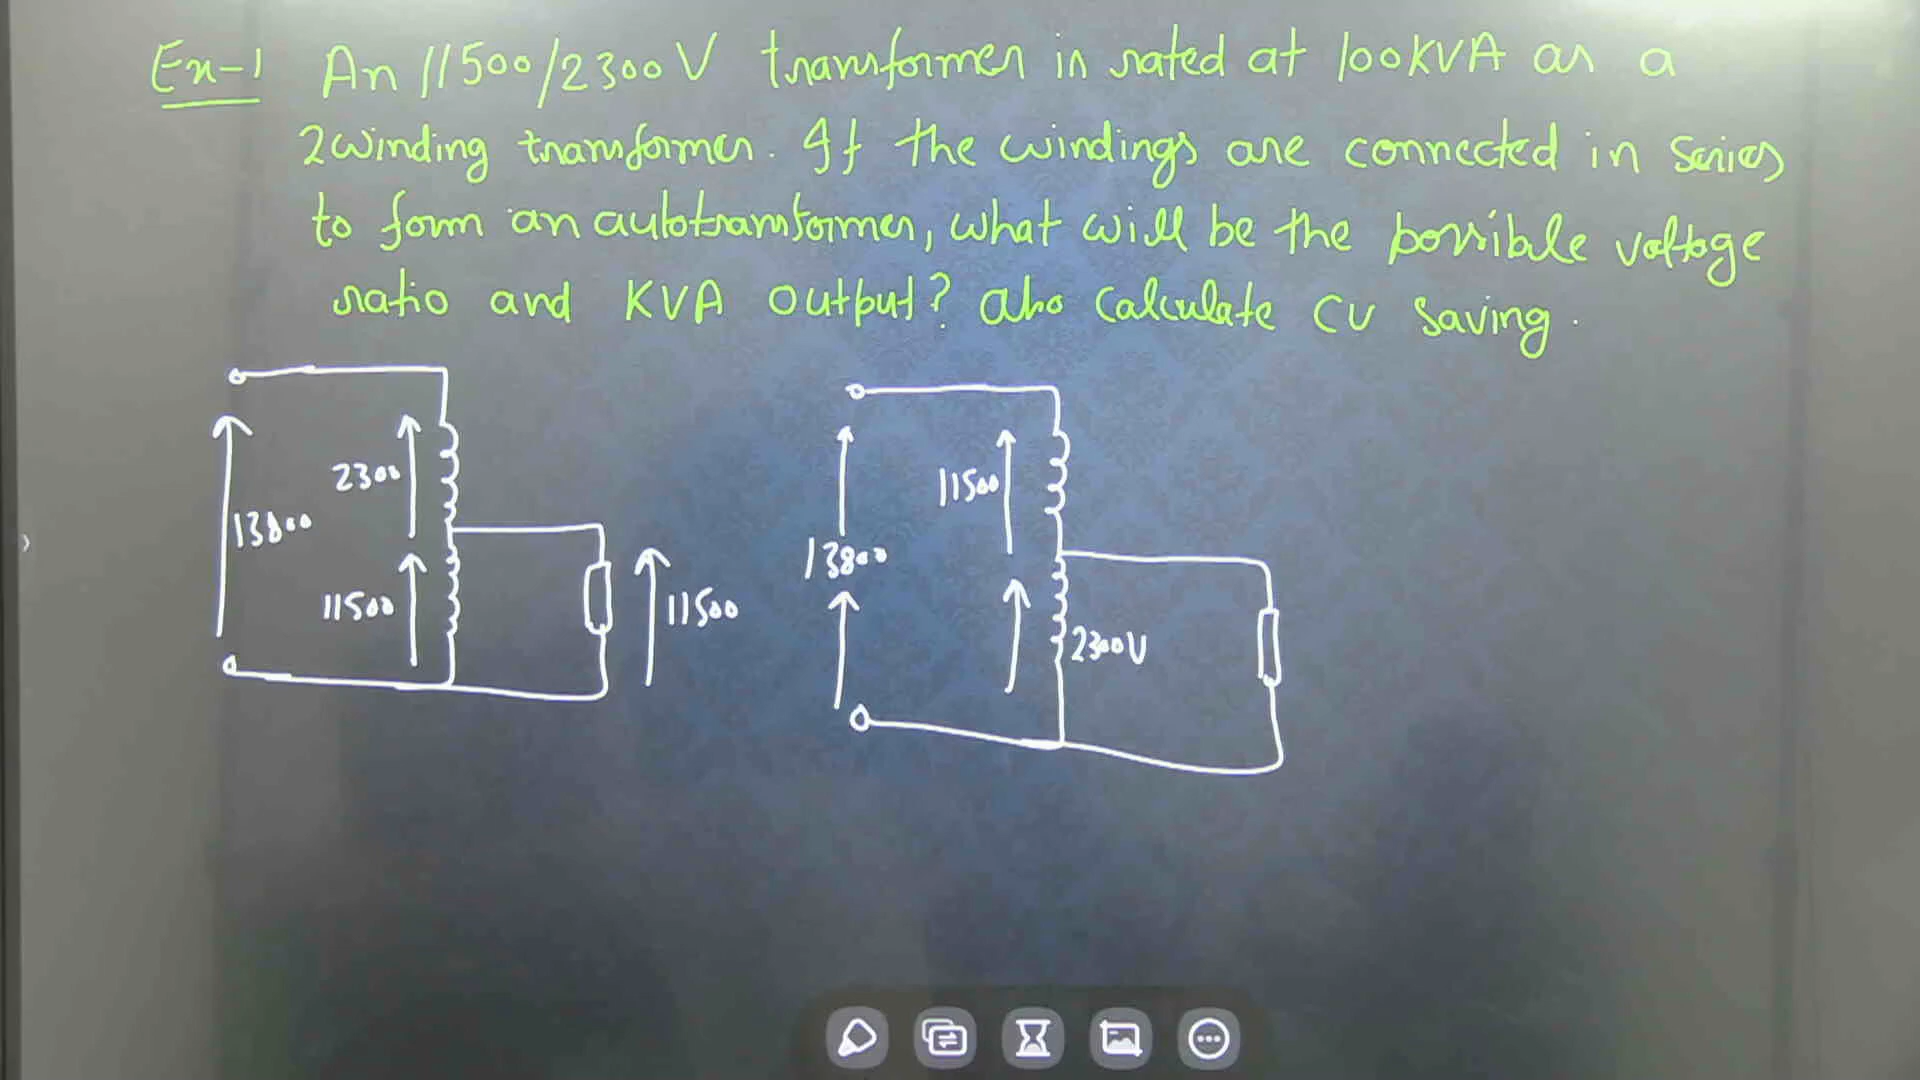 Ex-1 An 11500/2300V transformer is rated at 100KVA as a
2winding transformer. If the windings are connected in series
to form an autotransformer, what will be the possible voltage
ratio and KVA output? also calculate CU saving.
2300
13800
11500
11500
11500
13800
2300V